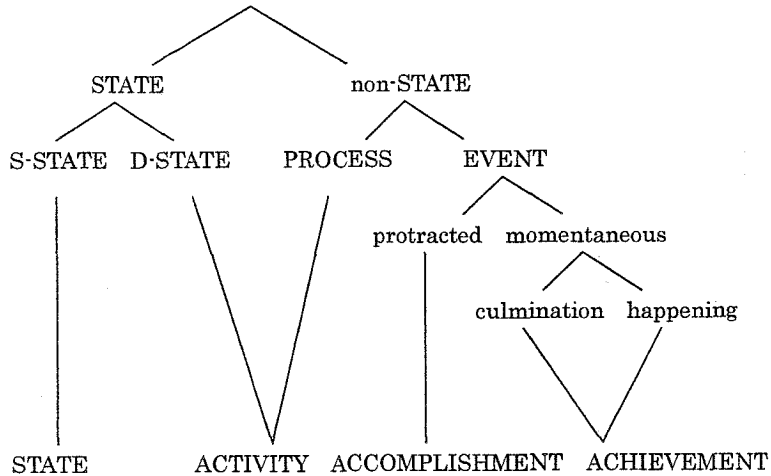 STATE non-STATE
S-STATE D-STATE PROCESS EVENT
protracted momentaneous
culmination happening
STATE ACTIVITY ACCOMPLISHMENT ACHIEVEMENT